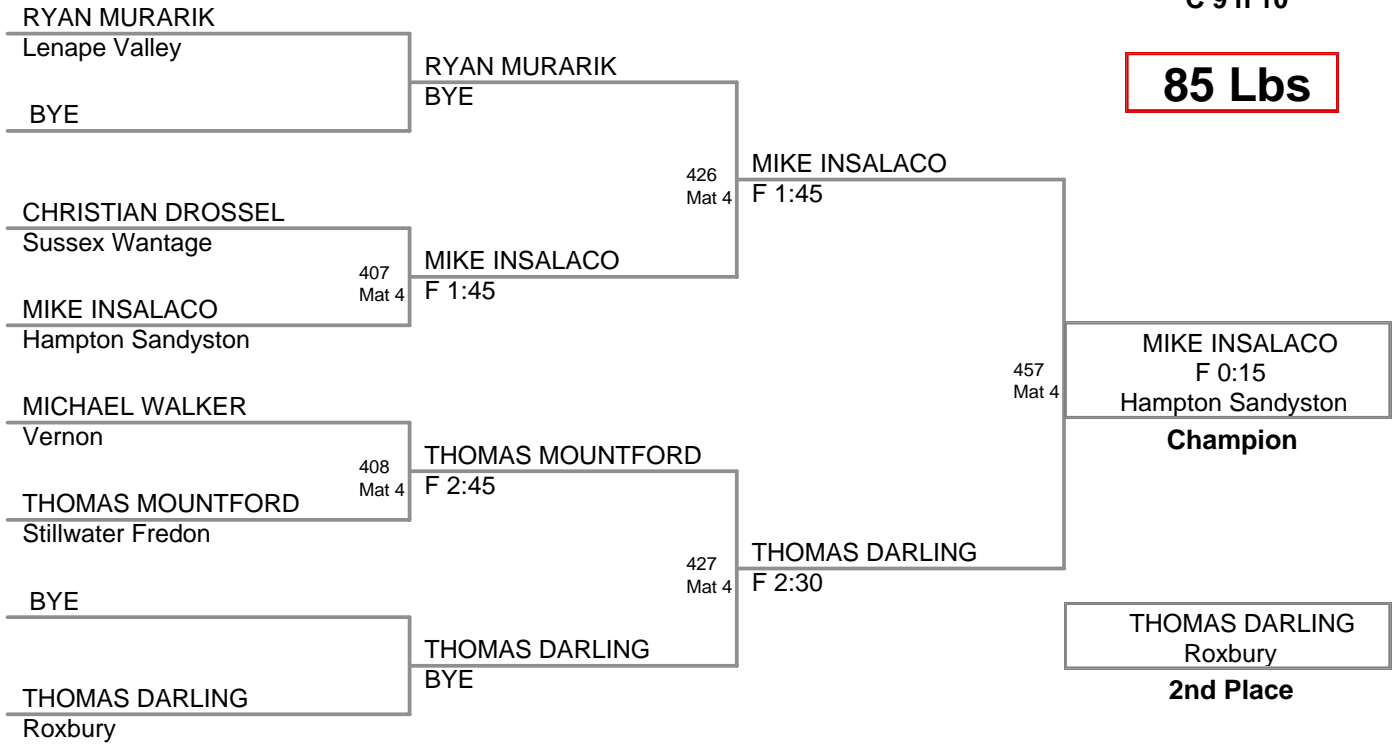 C 9 n 10
85 Lbs
RYAN MURARIK
Lenape Valley
BYE
CHRISTIAN DROSSEL
Sussex Wantage
407
Mat 4
MIKE INSALACO
Hampton Sandyston
MICHAEL WALKER
Vernon
408
Mat 4
THOMAS MOUNTFORD
Stillwater Fredon
BYE
THOMAS DARLING
Roxbury
RYAN MURARIK
BYE
426
Mat 4
MIKE INSALACO
F 1:45
THOMAS MOUNTFORD
F 2:45
427
Mat 4
THOMAS DARLING
BYE
MIKE INSALACO
F 1:45
457
Mat 4
THOMAS DARLING
F 2:30
MIKE INSALACO
F 0:15
Hampton Sandyston
Champion
THOMAS DARLING
Roxbury
2nd Place